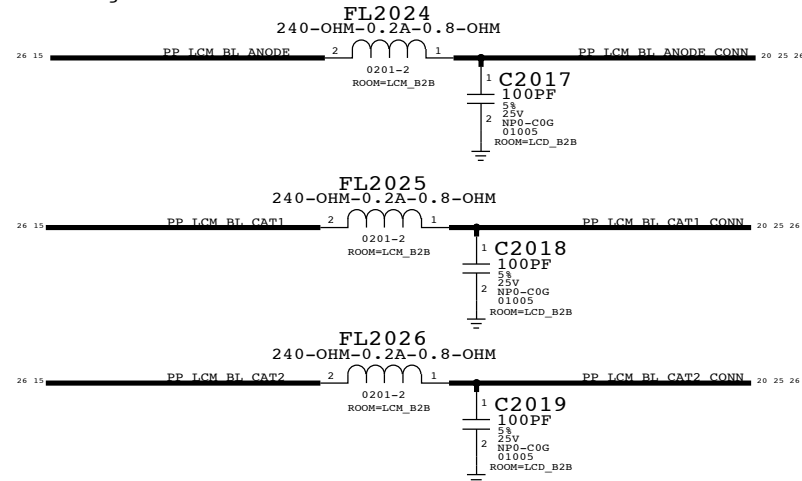 FL2024
240-OHM-0.2A-0.8-OHM
26 15
PP_LCM_BL_ANODE
2
1
PP_LCM_BL_ANODE_CONN
20 25 26
0201-2
ROOM=LCM_B2B
1
C2017
100PF
5%
25V
2
NP0-C0G
01005
ROOM=LCD_B2B
FL2025
240-OHM-0.2A-0.8-OHM
26 15
PP_LCM_BL_CAT1
2
1
PP_LCM_BL_CAT1_CONN
20 25 26
0201-2
ROOM=LCM_B2B
1
C2018
100PF
5%
25V
2
NP0-C0G
01005
ROOM=LCD_B2B
FL2026
240-OHM-0.2A-0.8-OHM
26 15
PP_LCM_BL_CAT2
2
1
PP_LCM_BL_CAT2_CONN
20 25 26
0201-2
ROOM=LCM_B2B
1
C2019
100PF
5%
25V
2
NP0-C0G
01005
ROOM=LCD_B2B